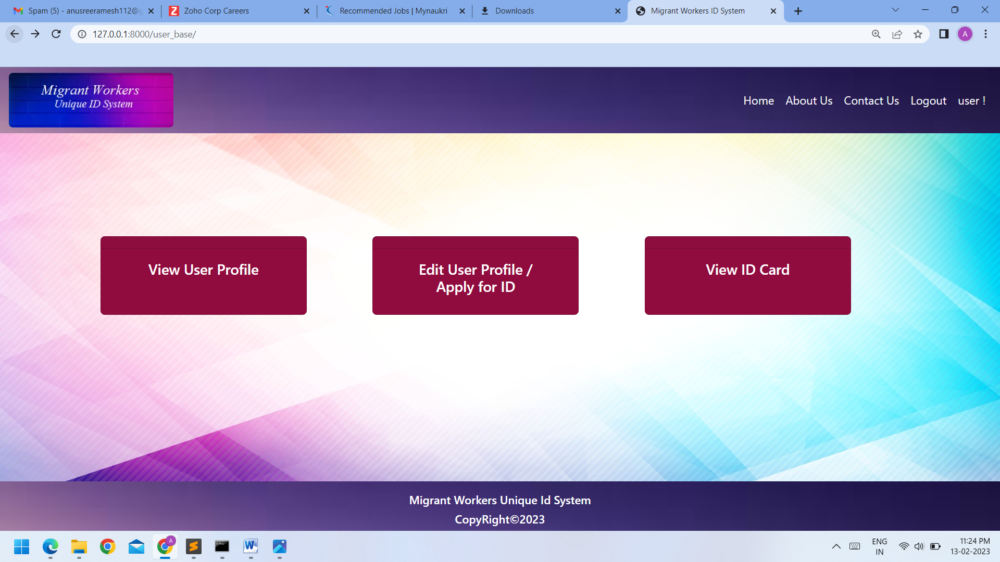 Spam (5) - anusreeramesh112@g
Zoho Corp Careers
Recommended Jobs | Mynaukri
Downloads
Migrant Workers ID System
127.0.0.1:8000/user_base/
A
Migrant Workers
Unique ID System
Home About Us Contact Us Logout user !
View User Profile
Edit User Profile /
Apply for ID
View ID Card
Migrant Workers Unique Id System
CopyRight©2023
A
ENG
IN
11:24 PM
13-02-2023